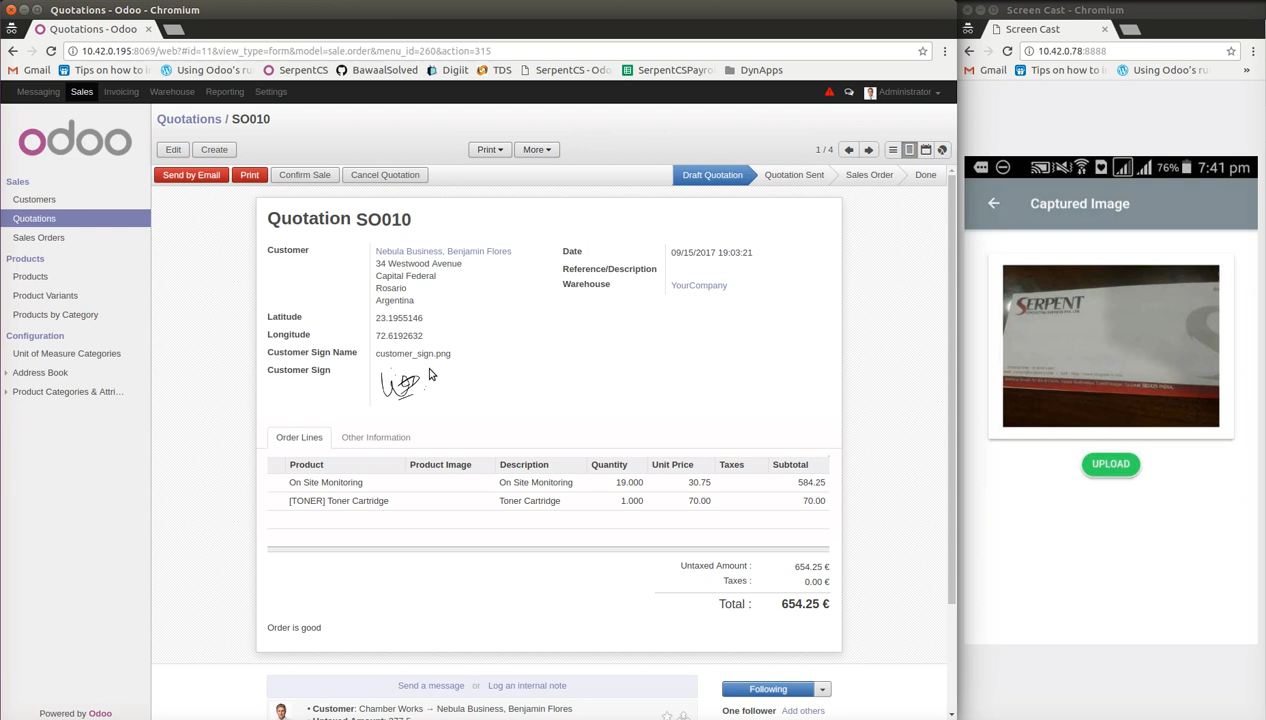 Quotations - Odoo - Chromium
Quotations - Odoo
10.42.0.195:8069/web?#id=11&view_type=form&model=sale.order&menu_id=260&action=315
Gmail
Tips on how to i
Using Odoo's ru
SerpentCS
BawaalSolved
Digiit
TDS
SerpentCS - Odo
SerpentCSPayro
DynApps
Messaging
Sales
Invoicing
Warehouse
Reporting
Settings
Administrator
odoo
Sales
Customers
Quotations
Sales Orders
Products
Products
Product Variants
Products by Category
Configuration
Unit of Measure Categories
Address Book
Product Categories & Attri...
Powered by Odoo
Quotations / SO010
Edit
Create
Print
More
1 / 4
Send by Email
Print
Confirm Sale
Cancel Quotation
Draft Quotation
Quotation Sent
Sales Order
Done
Quotation SO010
Customer
Nebula Business, Benjamin Flores
34 Westwood Avenue
Capital Federal
Rosario
Argentina
Latitude 23.1955146
Longitude 72.6192632
Customer Sign Name customer_sign.png
Customer Sign
Date 09/15/2017 19:03:21
Reference/Description
Warehouse YourCompany
Order Lines
Other Information
Product Product Image Description Quantity Unit Price Taxes Subtotal
On Site Monitoring On Site Monitoring 19.000 30.75 584.25
[TONER] Toner Cartridge Toner Cartridge 1.000 70.00 70.00
Untaxed Amount : 654.25 €
Taxes : 0.00 €
Total : 654.25 €
Order is good
Send a message or Log an internal note
Following
One follower Add others
• Customer: Chamber Works → Nebula Business, Benjamin Flores
Screen Cast - Chromium
Screen Cast
10.42.0.78:8888
Gmail
Tips on how to i
Using Odoo's ru
»
76%
7:41 pm
Captured Image
SERPENT
UPLOAD